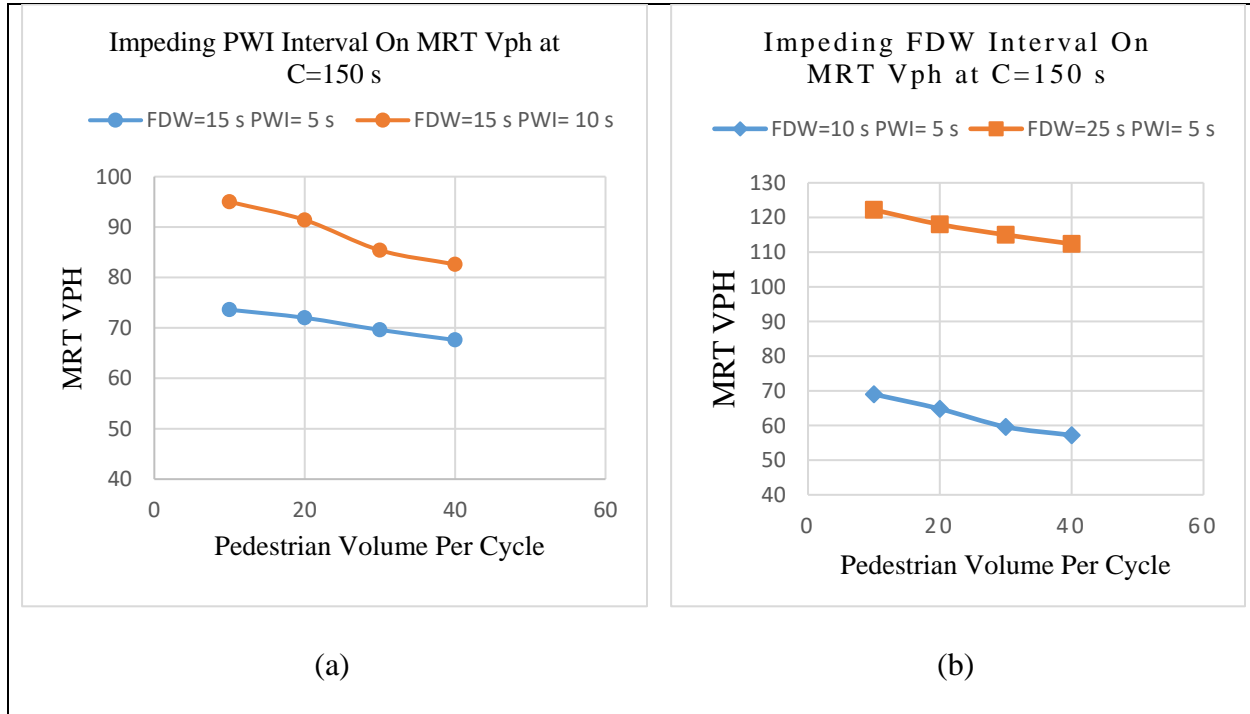 Impeding PWI Interval On MRT Vph at
C=150 s
FDW=15 s PWI= 5 s
FDW=15 s PWI= 10 s
MRT VPH
100
90
80
70
60
50
40
0
20
40
60
Pedestrian Volume Per Cycle
(a)
Impeding FDW Interval On
MRT Vph at C=150 s
FDW=10 s PWI= 5 s
FDW=25 s PWI= 5 s
MRT VPH
130
120
110
100
90
80
70
60
50
40
0
20
40
60
Pedestrian Volume Per Cycle
(b)